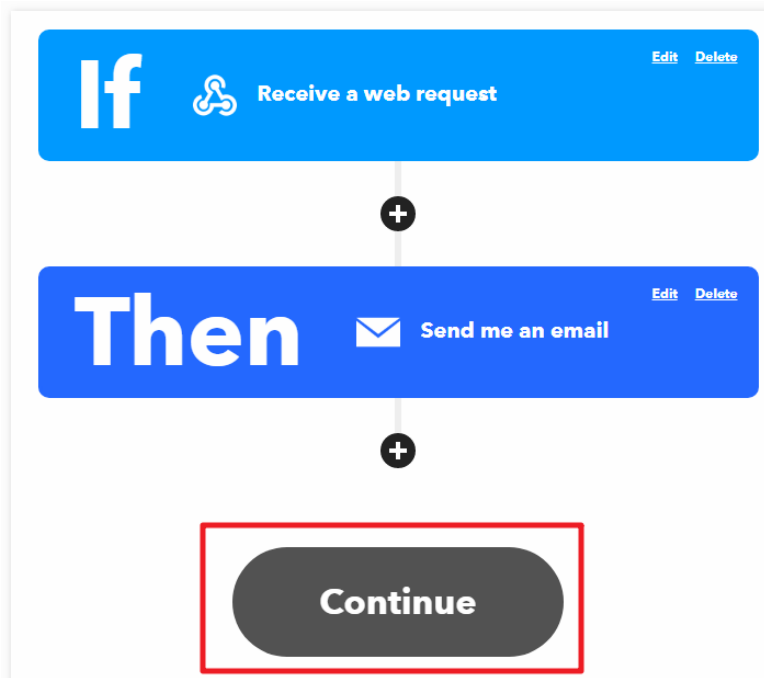 If
Receive a web request
Edit Delete
Then
Send me an email
Edit Delete
Continue